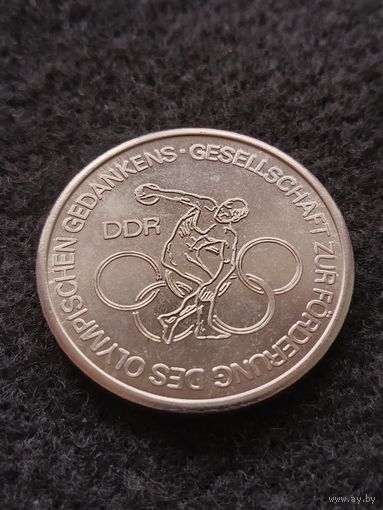 GESELLSCHAFT ZUR FÖRDERUNG DES OLYMPISCHEN GEDANKENS ·
DDR
www.ay.by